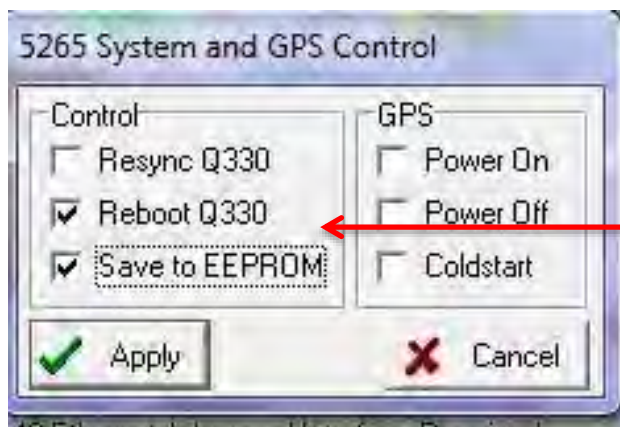 5265 System and GPS Control
Control
Resync Q330
Reboot Q330
Save to EEPROM
GPS
Power On
Power Off
Coldstart
Apply
Cancel